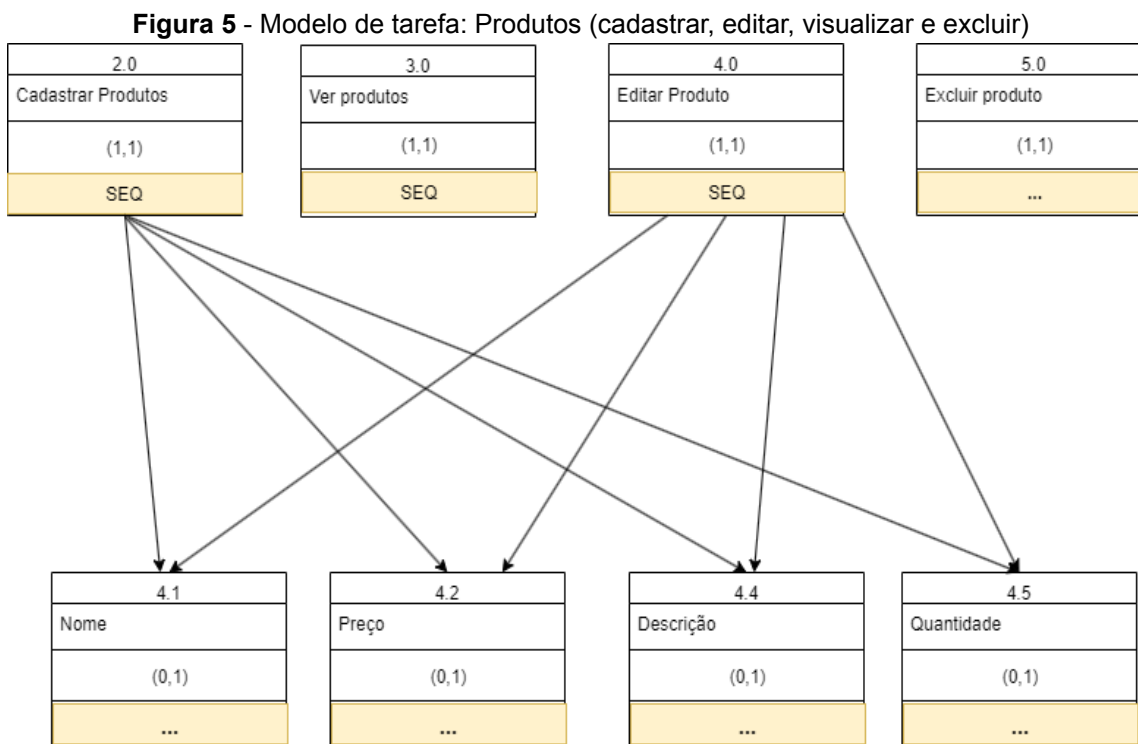 Figura 5 - Modelo de tarefa: Produtos (cadastrar, editar, visualizar e excluir)
2.0
Cadastrar Produtos
(1,1)
SEQ
3.0
Ver produtos
(1,1)
SEQ
4.0
Editar Produto
(1,1)
SEQ
5.0
Excluir produto
(1,1)
...
4.1
Nome
(0,1)
...
4.2
Preço
(0,1)
...
4.4
Descrição
(0,1)
...
4.5
Quantidade
(0,1)
...